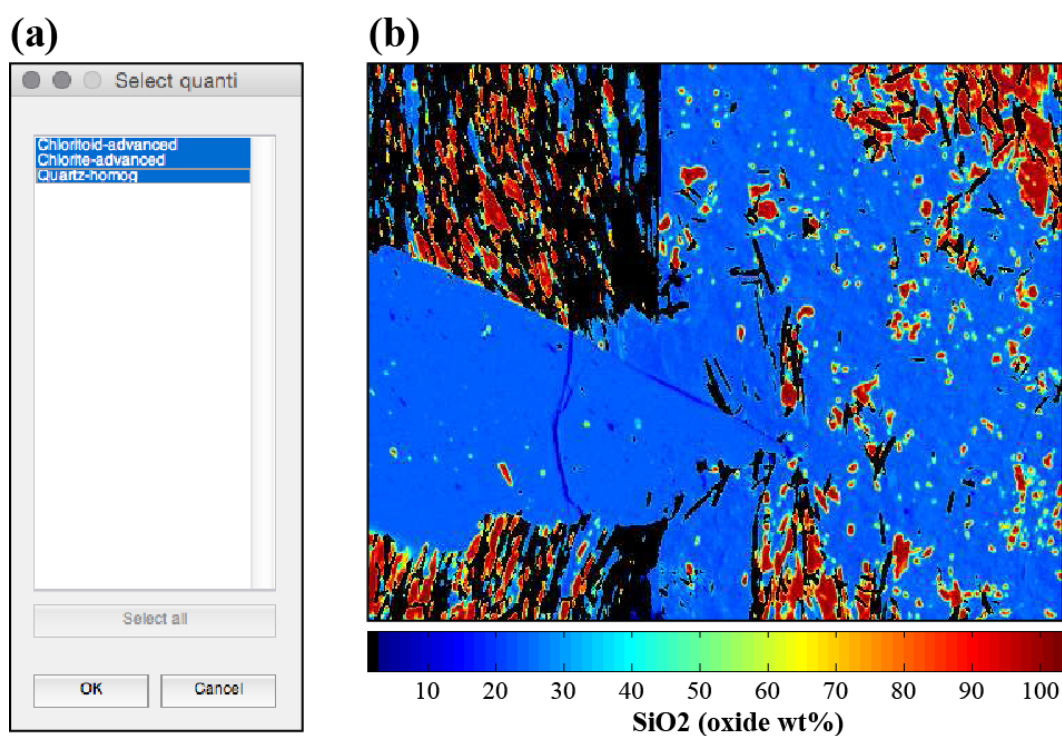 (a)
Select quanti
Chloritoid-advanced
Chlorite-advanced
Quartz-homog
Select all
OK
Cancel
(b)
10 20 30 40 50 60 70 80 90 100
SiO2 (oxide wt%)